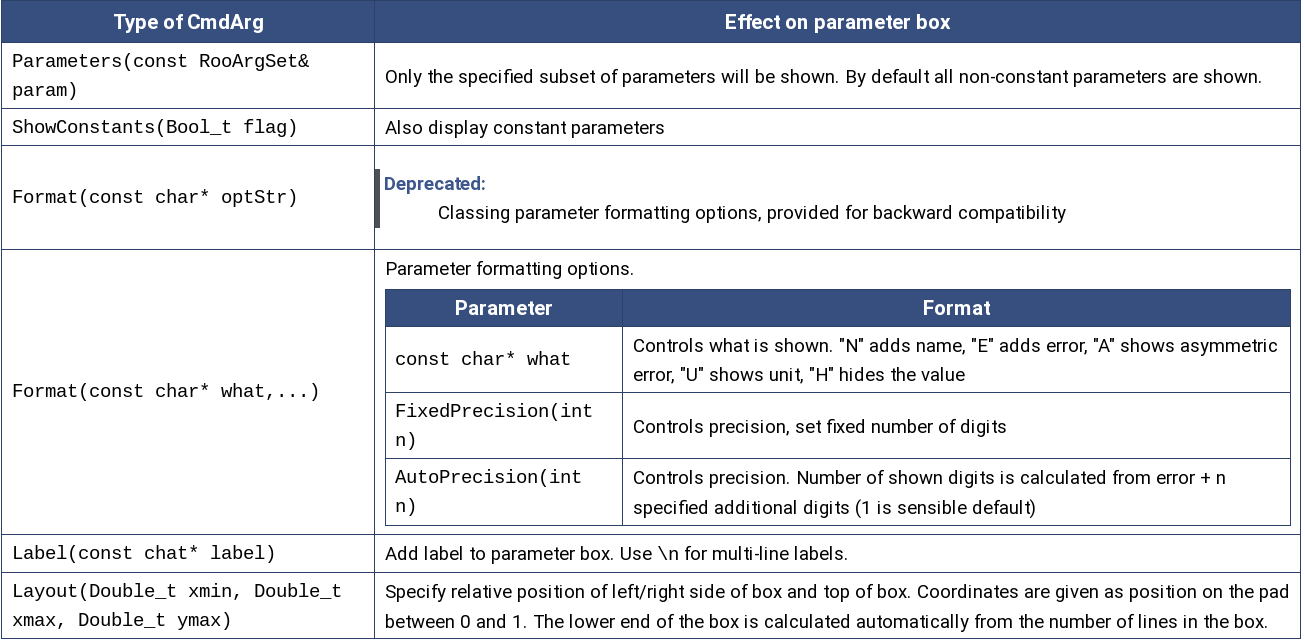 Type of CmdArg Effect on parameter box
Parameters(const RooArgSet&
param)
Only the specified subset of parameters will be shown. By default all non-constant parameters are shown.
ShowConstants(Bool_t flag)
Also display constant parameters
Format(const char* optStr)
Deprecated:
Classing parameter formatting options, provided for backward compatibility
Format(const char* what,...)
Parameter formatting options.
Parameter Format
const char* what
Controls what is shown. "N" adds name, "E" adds error, "A" shows asymmetric
error, "U" shows unit, "H" hides the value
FixedPrecision(int
n)
Controls precision, set fixed number of digits
AutoPrecision(int
n)
Controls precision. Number of shown digits is calculated from error + n
specified additional digits (1 is sensible default)
Label(const chat* label)
Add label to parameter box. Use \n for multi-line labels.
Layout(Double_t xmin, Double_t
xmax, Double_t ymax)
Specify relative position of left/right side of box and top of box. Coordinates are given as position on the pad
between 0 and 1. The lower end of the box is calculated automatically from the number of lines in the box.